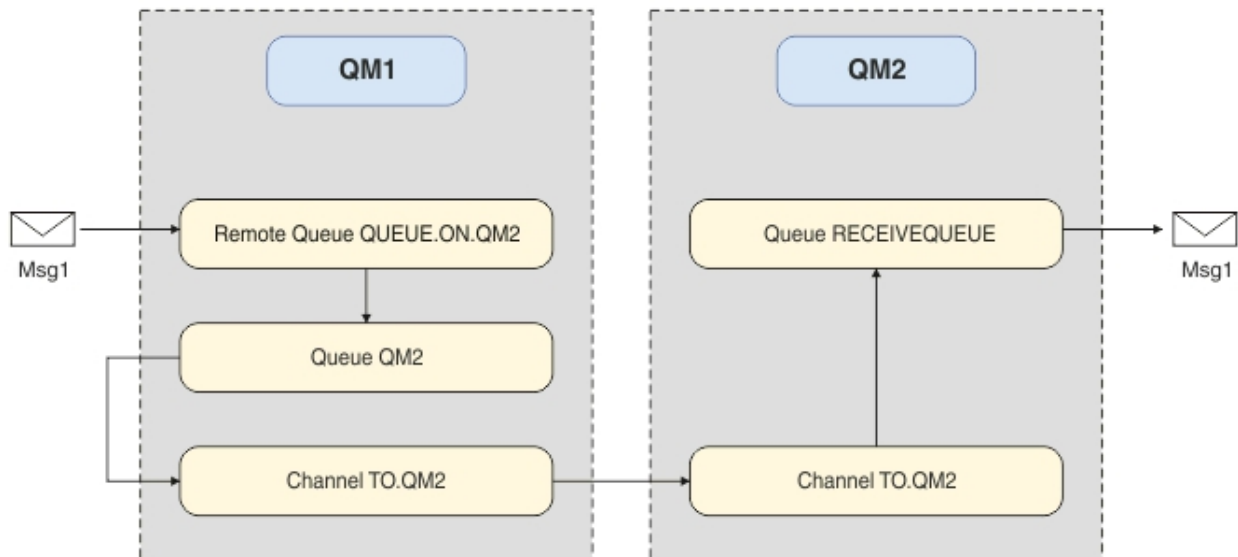 QM1
QM2
Remote Queue QUEUE.ON.QM2
Queue RECEIVEQUEUE
Msg1
Msg1
Queue QM2
Channel TO.QM2
Channel TO.QM2